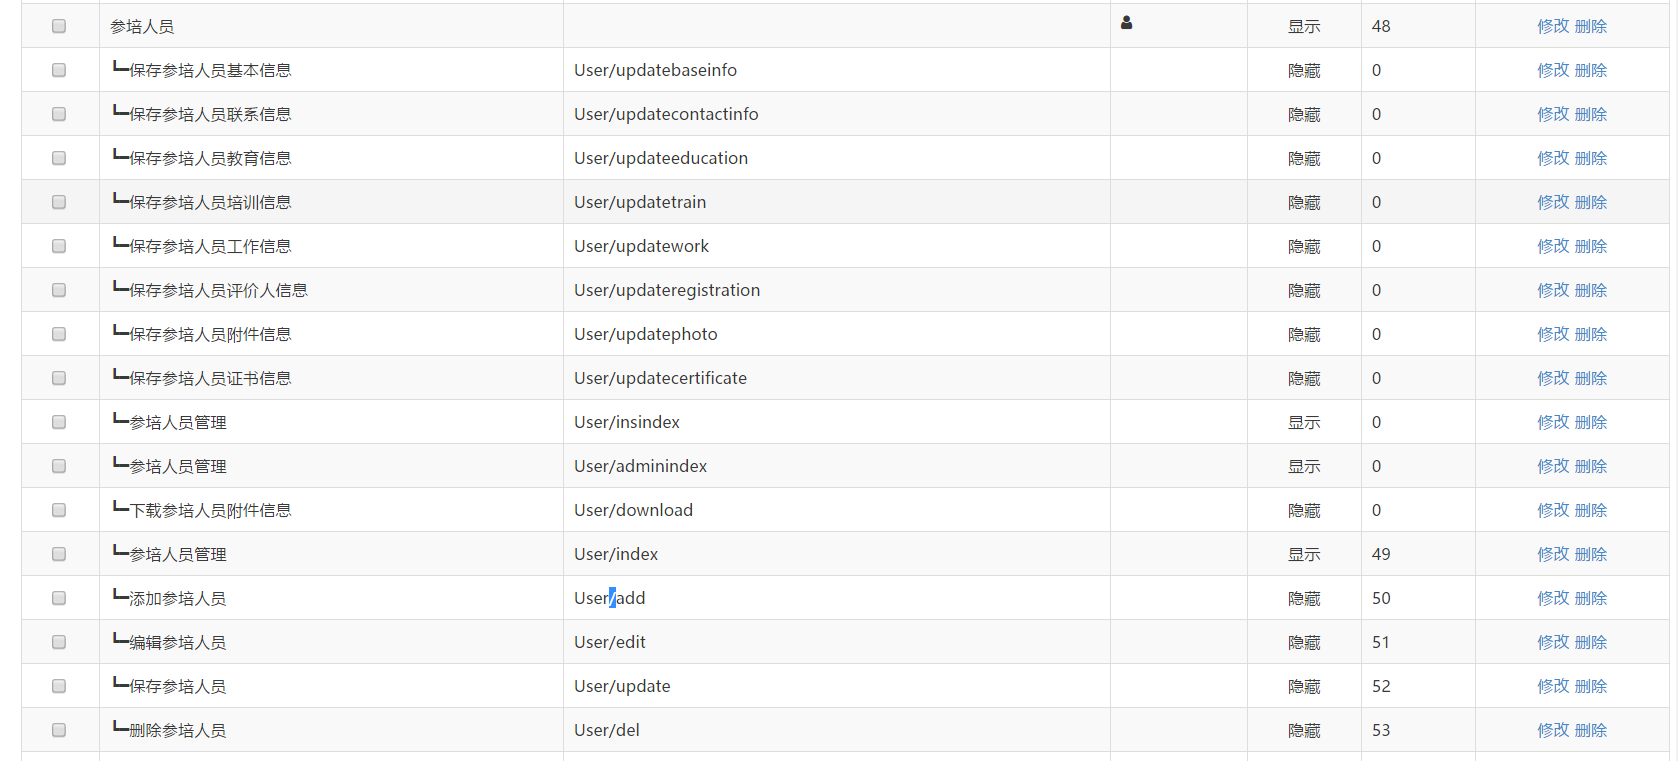 参培人员 显示 48 修改 删除
┗━保存参培人员基本信息 User/updatebaseinfo 隐藏 0 修改 删除
┗━保存参培人员联系信息 User/updatecontactinfo 隐藏 0 修改 删除
┗━保存参培人员教育信息 User/updateeducation 隐藏 0 修改 删除
┗━保存参培人员培训信息 User/updatetrain 隐藏 0 修改 删除
┗━保存参培人员工作信息 User/updatework 隐藏 0 修改 删除
┗━保存参培人员评价人信息 User/updateregistration 隐藏 0 修改 删除
┗━保存参培人员附件信息 User/updatephoto 隐藏 0 修改 删除
┗━保存参培人员证书信息 User/updatecertificate 隐藏 0 修改 删除
┗━参培人员管理 User/insindex 显示 0 修改 删除
┗━参培人员管理 User/adminindex 显示 0 修改 删除
┗━下载参培人员附件信息 User/download 隐藏 0 修改 删除
┗━参培人员管理 User/index 显示 49 修改 删除
┗━添加参培人员 User/add 隐藏 50 修改 删除
┗━编辑参培人员 User/edit 隐藏 51 修改 删除
┗━保存参培人员 User/update 隐藏 52 修改 删除
┗━删除参培人员 User/del 隐藏 53 修改 删除